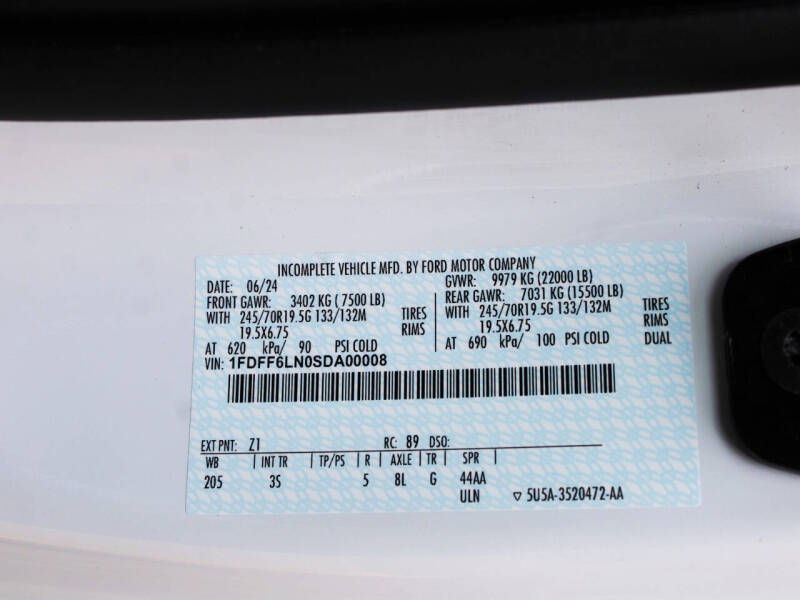 INCOMPLETE VEHICLE MFD. BY FORD MOTOR COMPANY
DATE: 06/24 GVWR: 9979 KG (22000 LB)
FRONT GAWR: 3402 KG ( 7500 LB) REAR GAWR: 7031 KG (15500 LB)
WITH 245/70R19.5G 133/132M TIRES WITH 245/70R19.5G 133/132M TIRES
19.5X6.75 RIMS 19.5X6.75 RIMS
AT 620 kPa/ 90 PSI COLD AT 690 kPa/ 100 PSI COLD DUAL
VIN: 1FDFF6LN0SDA00008
EXT PNT: Z1 RC: 89 DSO:
WB | INT TR | TP/PS | R | AXLE | TR | SPR
205 3S 5 8L G 44AA
ULN ▽ 5U5A-3520472-AA